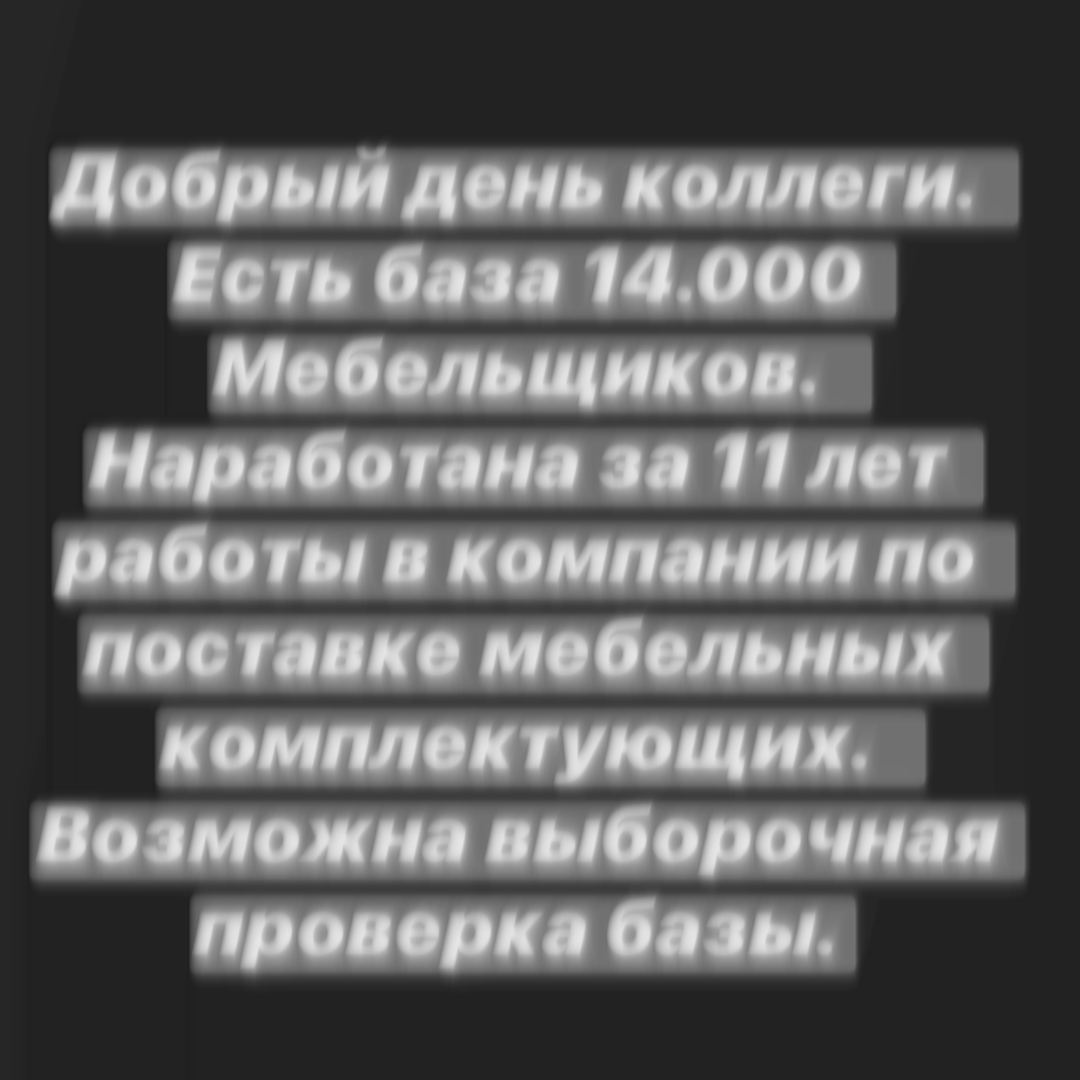 Добрый день коллеги.
Есть база 14.000
Мебельщиков.
Наработана за 11 лет
работы в компании по
поставке мебельных
комплектующих.
Возможна выборочная
проверка базы.